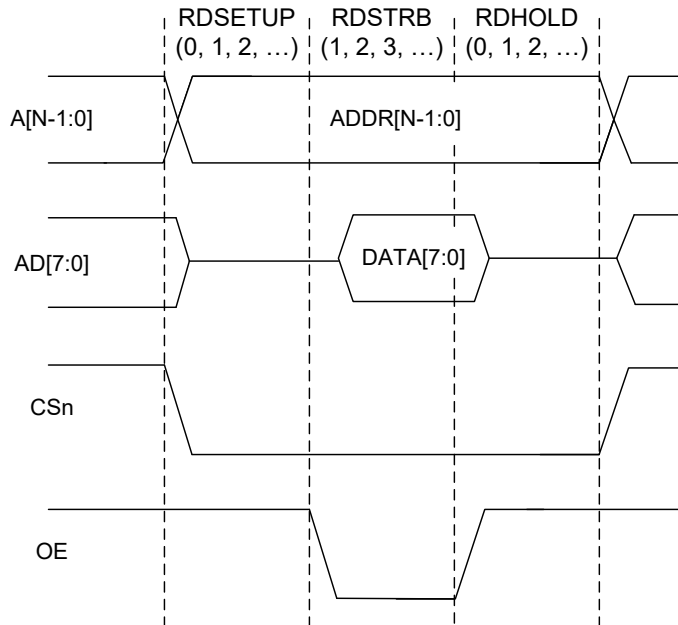 RDSETUP RDSTRB RDHOLD
(0, 1, 2, …) (1, 2, 3, …) (0, 1, 2, …)
A[N-1:0] ADDR[N-1:0]
AD[7:0] DATA[7:0]
CSn
OE